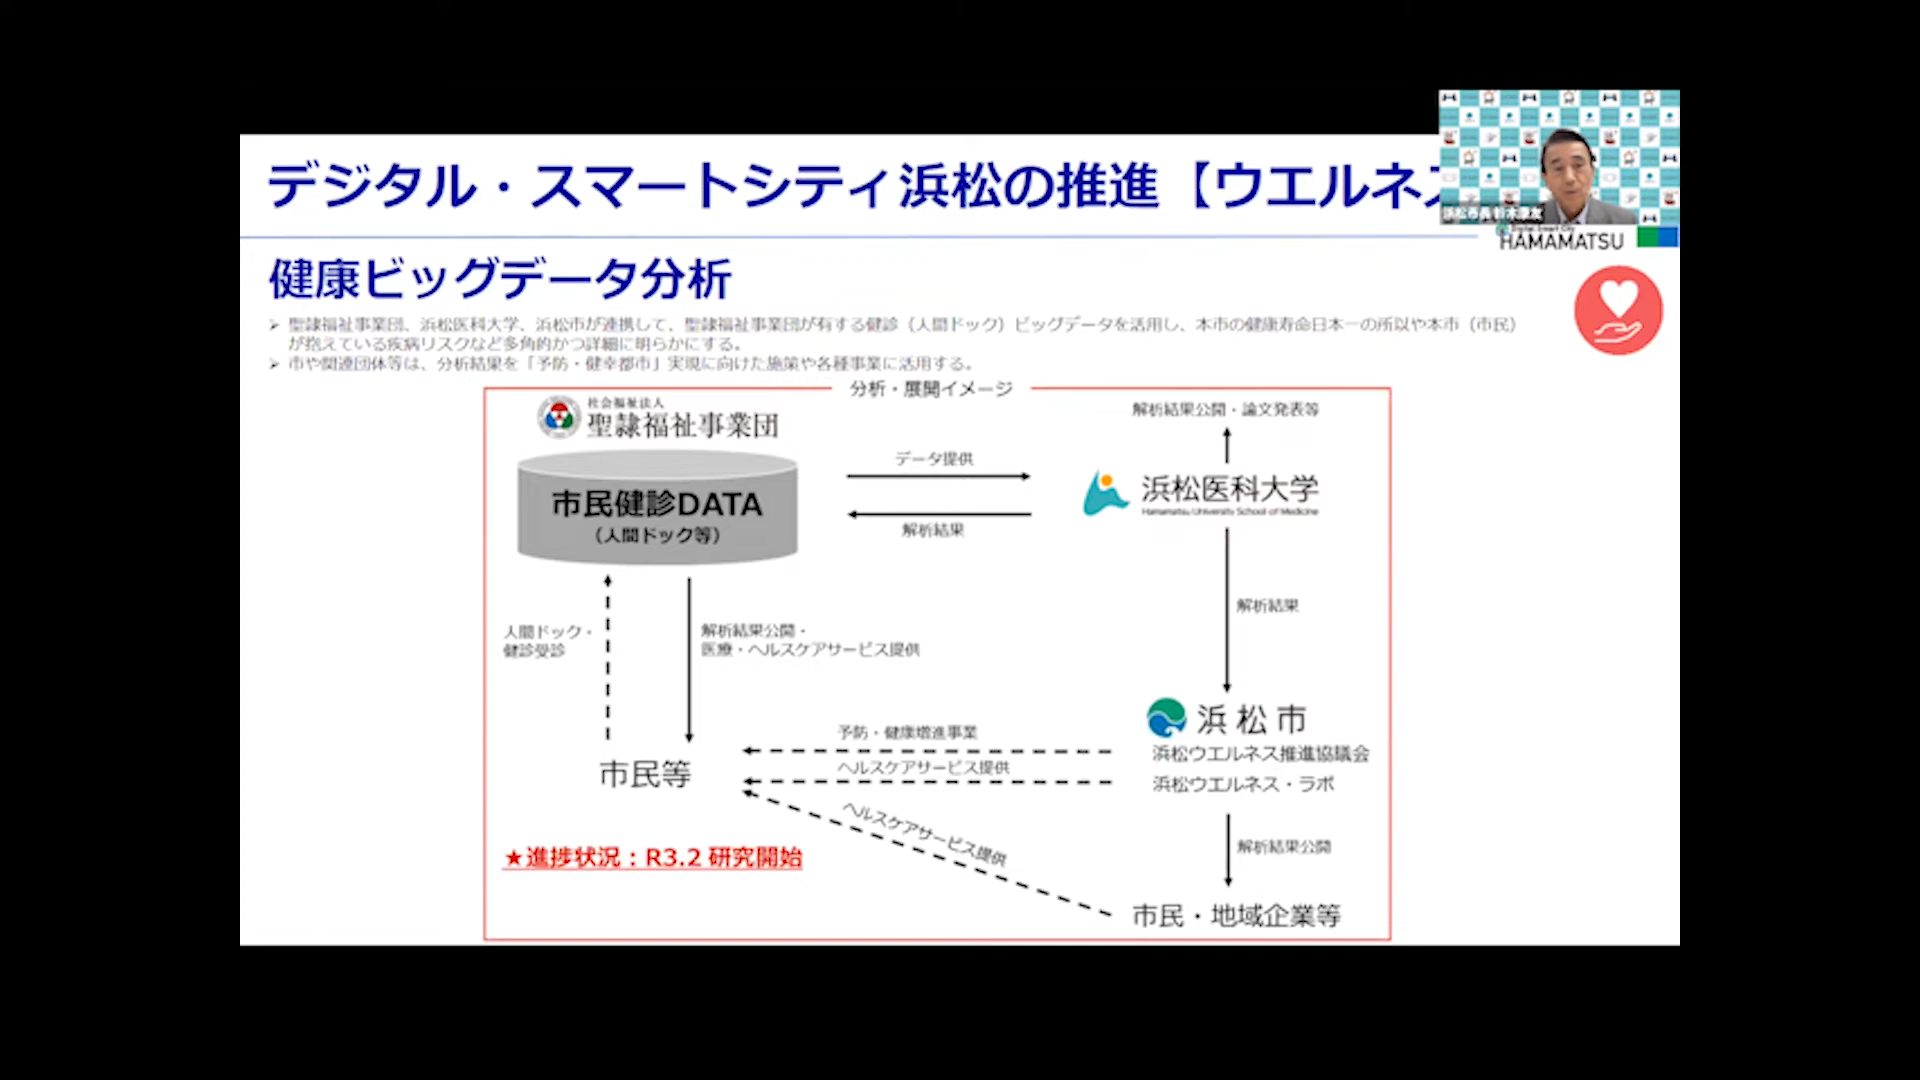 デジタル・スマートシティ浜松の推進【ウエルネス
浜松市長 鈴木康友
Digital Smart City
HAMAMATSU
健康ビッグデータ分析
➢ 聖隷福祉事業団、浜松医科大学、浜松市が連携して、聖隷福祉事業団が有する健診（人間ドック）ビッグデータを活用し、本市の健康寿命日本一の所以や本市（市民）
が抱えている疾病リスクなど多角的かつ詳細に明らかにする。
➢ 市や関連団体等は、分析結果を「予防・健幸都市」実現に向けた施策や各種事業に活用する。
分析・展開イメージ
社会福祉法人
聖隷福祉事業団
市民健診DATA
（人間ドック等）
データ提供
解析結果
解析結果公開・論文発表等
浜松医科大学
Hamamatsu University School of Medicine
人間ドック・
健診受診
解析結果公開・
医療・ヘルスケアサービス提供
解析結果
浜松市
浜松ウエルネス推進協議会
浜松ウエルネス・ラボ
予防・健康増進事業
ヘルスケアサービス提供
市民等
ヘルスケアサービス提供
解析結果公開
★進捗状況：R3.2 研究開始
市民・地域企業等